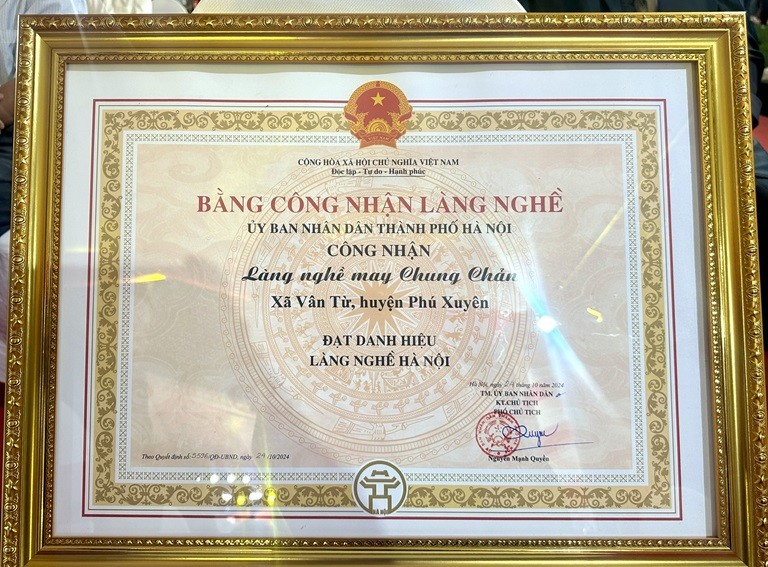 CỘNG HÒA XÃ HỘI CHỦ NGHĨA VIỆT NAM
Độc lập - Tự do - Hạnh phúc
BẰNG CÔNG NHẬN LÀNG NGHỀ
ỦY BAN NHÂN DÂN THÀNH PHỐ HÀ NỘI
CÔNG NHẬN
Làng nghề may Chung Chản
Xã Vân Từ, huyện Phú Xuyên
ĐẠT DANH HIỆU
LÀNG NGHỀ HÀ NỘI
Hà Nội, ngày 24 tháng 10 năm 2024
TM. ỦY BAN NHÂN DÂN
KT.CHỦ TỊCH
PHÓ CHỦ TỊCH
Nguyễn Mạnh Quyền
Theo Quyết định số: 5536/QĐ-UBND, ngày 24/10/2024
HÀ NỘI